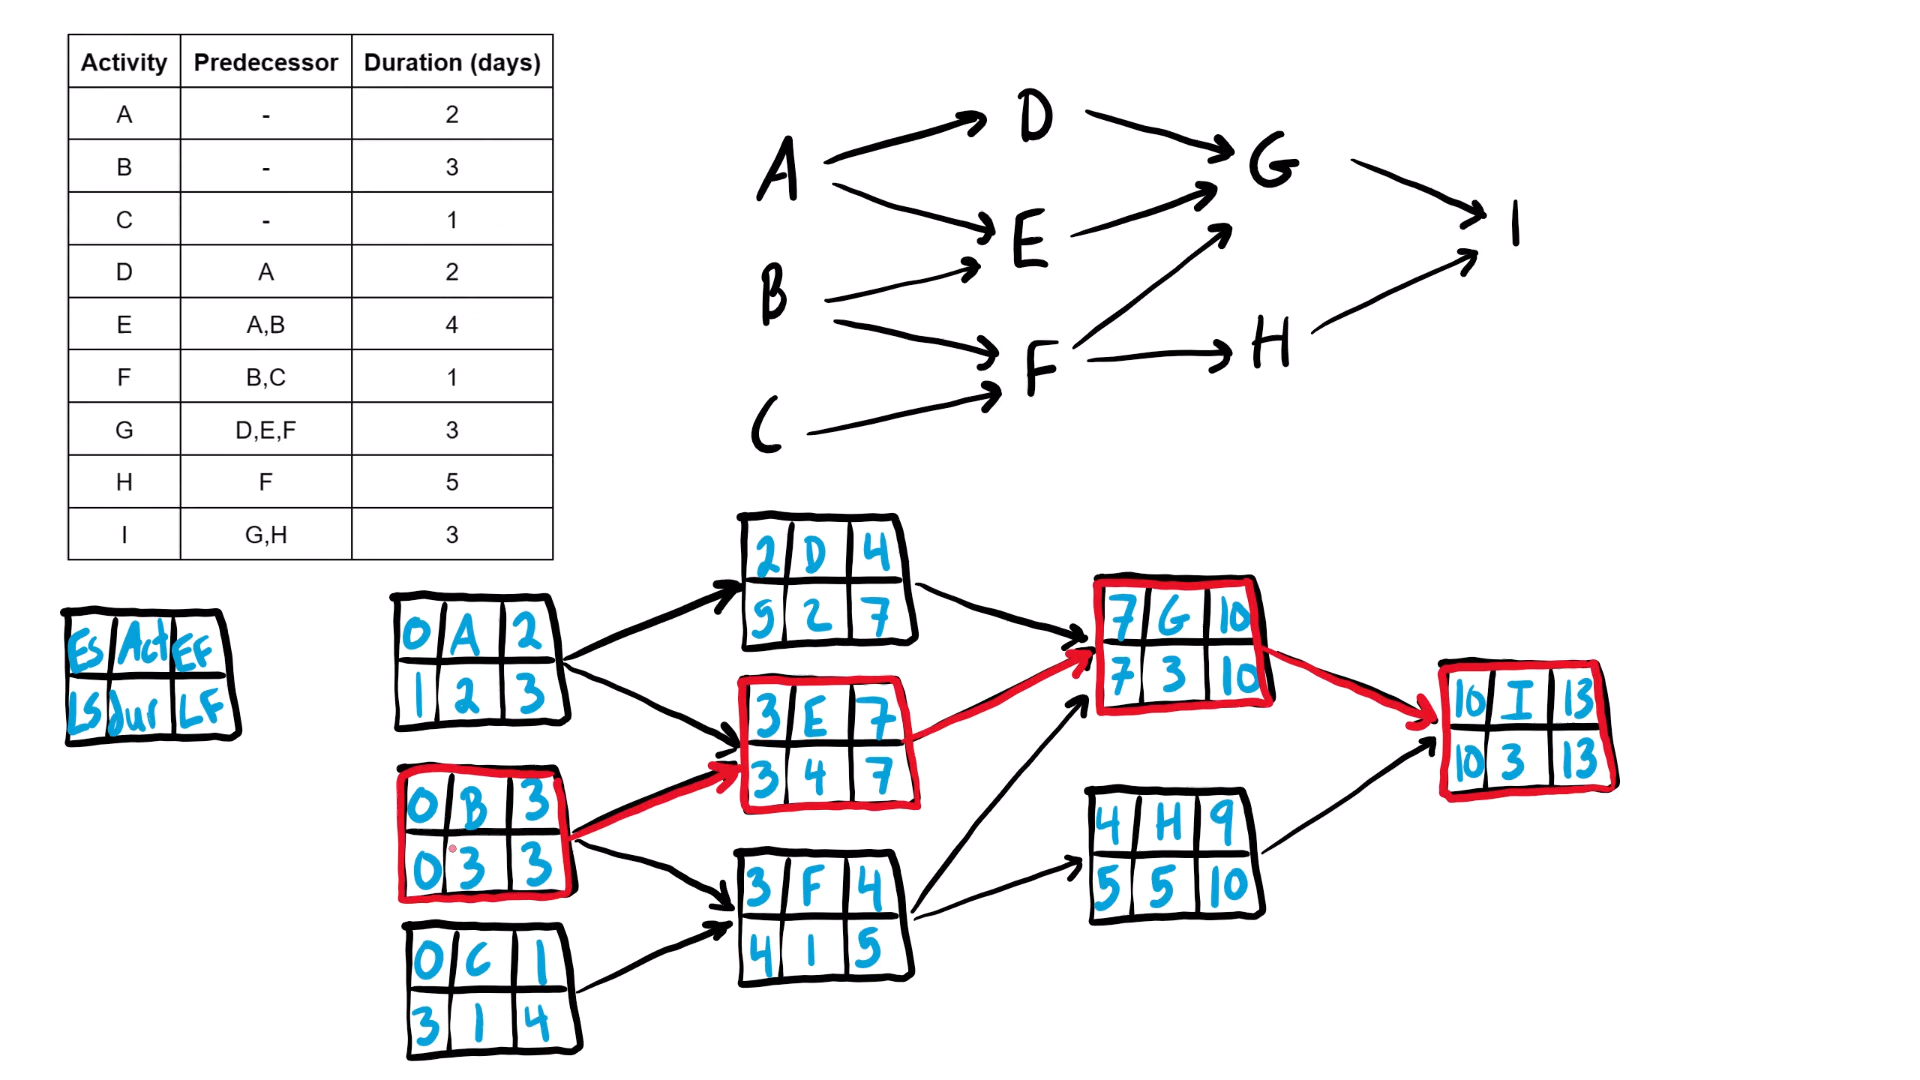 Activity Predecessor Duration (days)
A - 2
B - 3
C - 1
D A 2
E A,B 4
F B,C 1
G D,E,F 3
H F 5
I G,H 3
A
B
C
D
E
F
G
H
I
ES Act EF
LS Dur LF
0 A 2
1 2 3
0 B 3
0 3 3
0 C 1
3 1 4
2 D 4
5 2 7
3 E 7
3 4 7
3 F 4
4 1 5
7 G 10
7 3 10
4 H 9
5 5 10
10 I 13
10 3 13